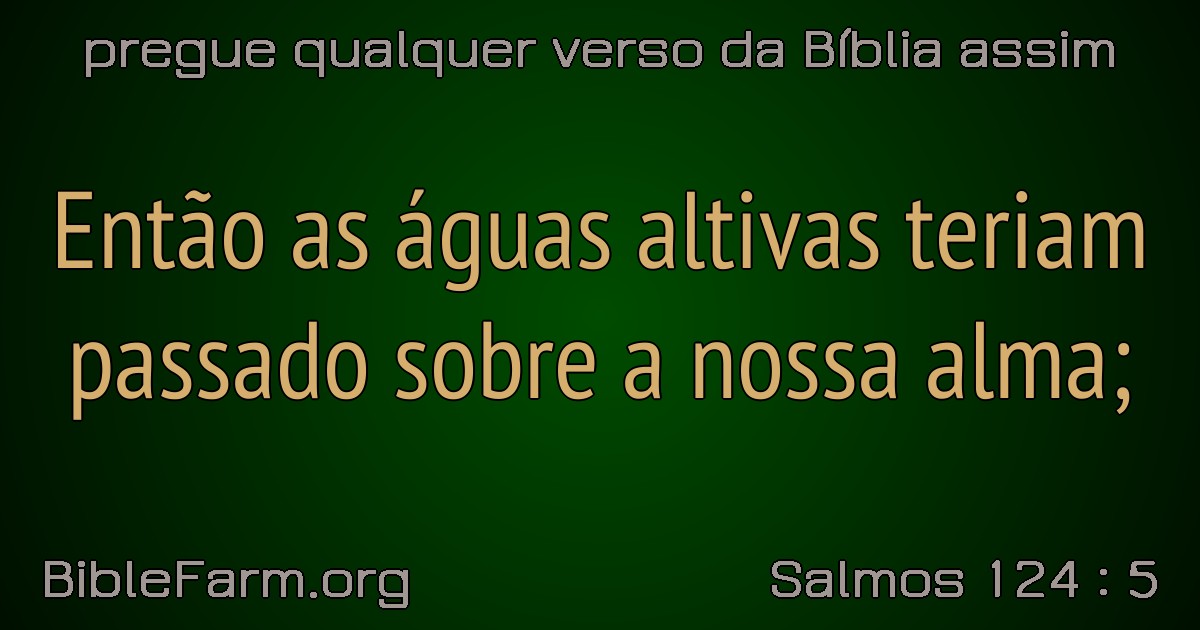 pregue qualquer verso da Bíblia assim
Então as águas altivas teriam
passado sobre a nossa alma;
BibleFarm.org
Salmos 124 : 5